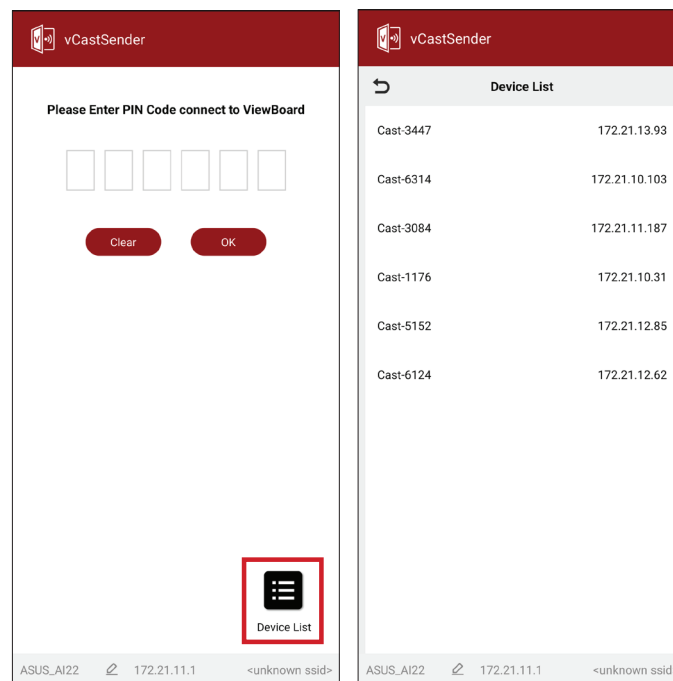 vCastSender
Please Enter PIN Code connect to ViewBoard
Clear
OK
Device List
ASUS_AI22
172.21.11.1
<unknown ssid>
vCastSender
Device List
Cast-3447 172.21.13.93
Cast-6314 172.21.10.103
Cast-3084 172.21.11.187
Cast-1176 172.21.10.31
Cast-5152 172.21.12.85
Cast-6124 172.21.12.62
ASUS_AI22
172.21.11.1
<unknown ssid